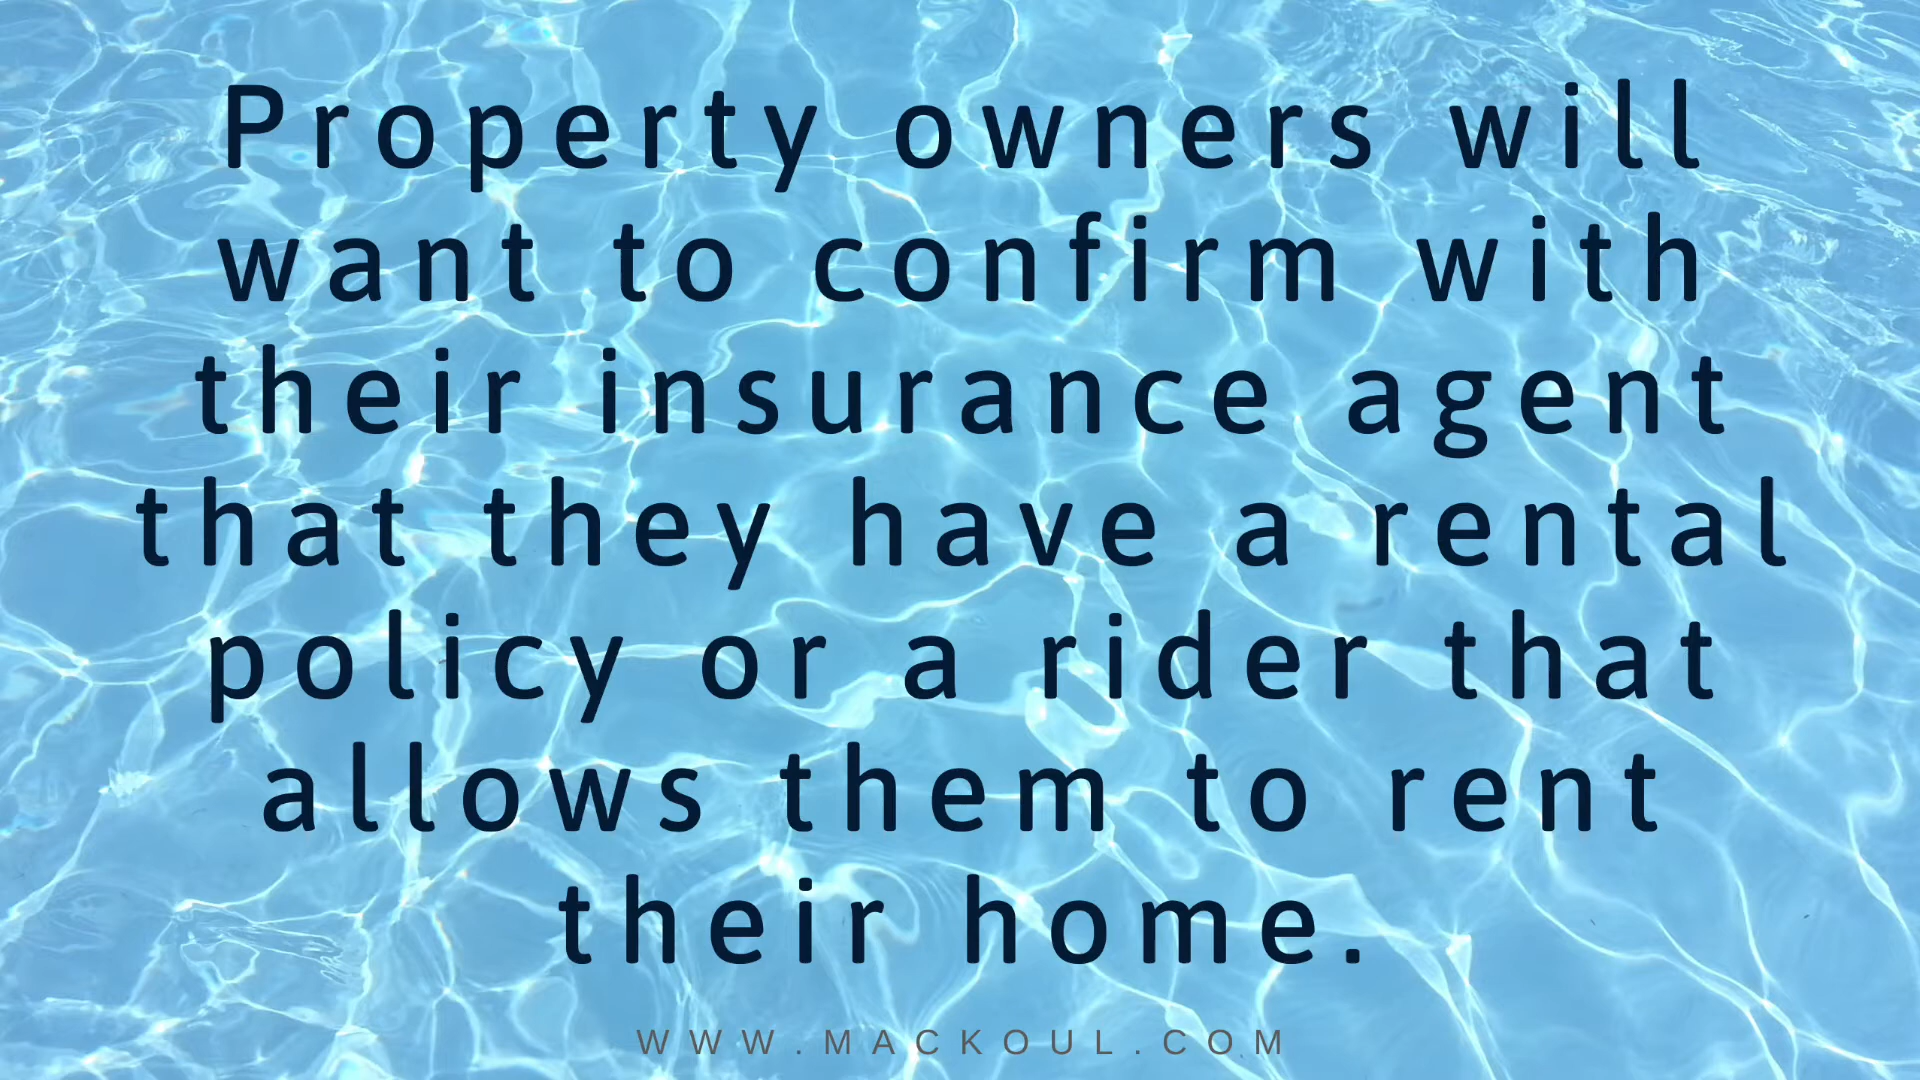 Property owners will
want to confirm with
their insurance agent
that they have a rental
policy or a rider that
allows them to rent
their home.
WWW.MACKOUL.COM